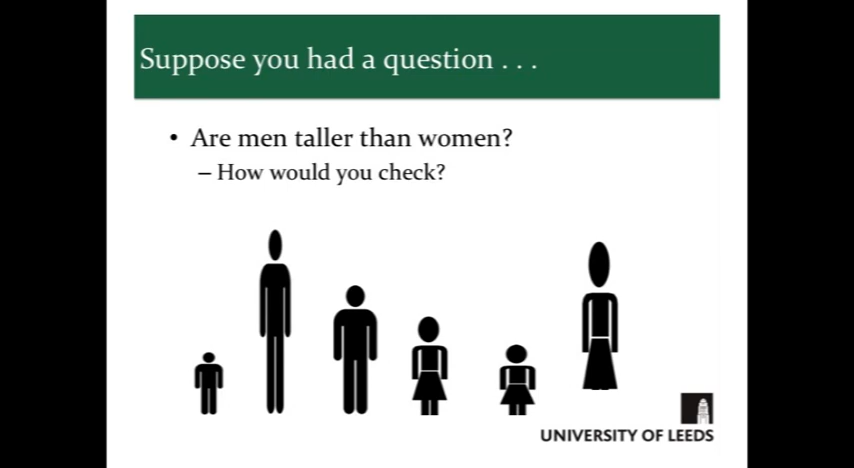 Suppose you had a question . . .
• Are men taller than women?
– How would you check?
UNIVERSITY OF LEEDS